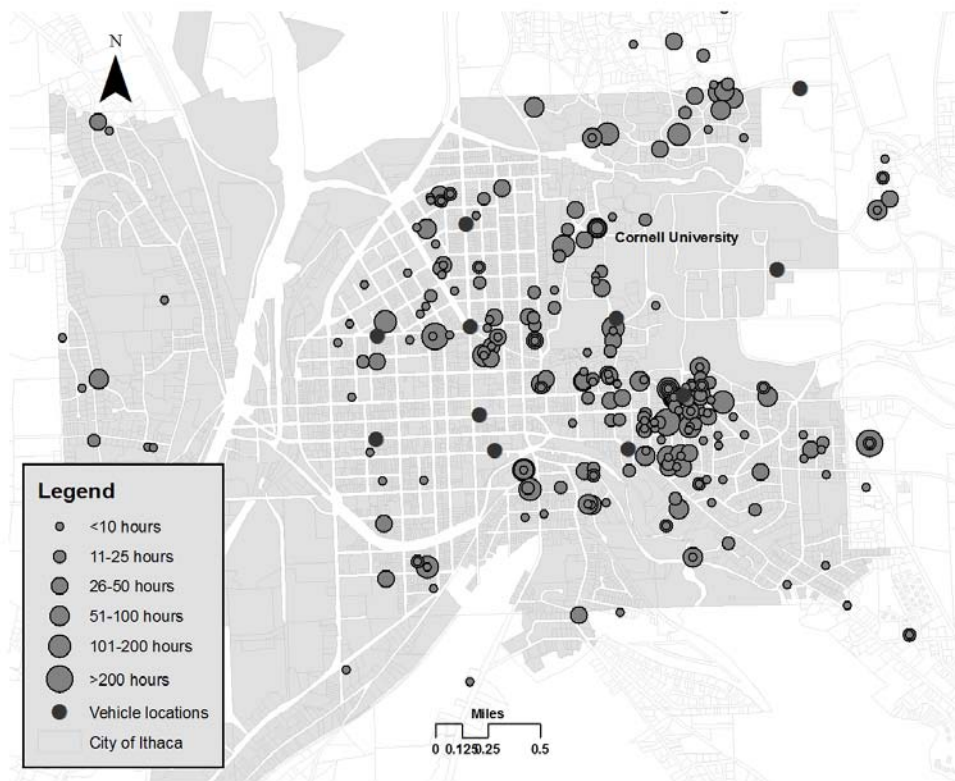 N
Cornell University
Legend
<10 hours
11-25 hours
26-50 hours
51-100 hours
101-200 hours
>200 hours
Vehicle locations
City of Ithaca
Miles
0 0.125 0.25 0.5